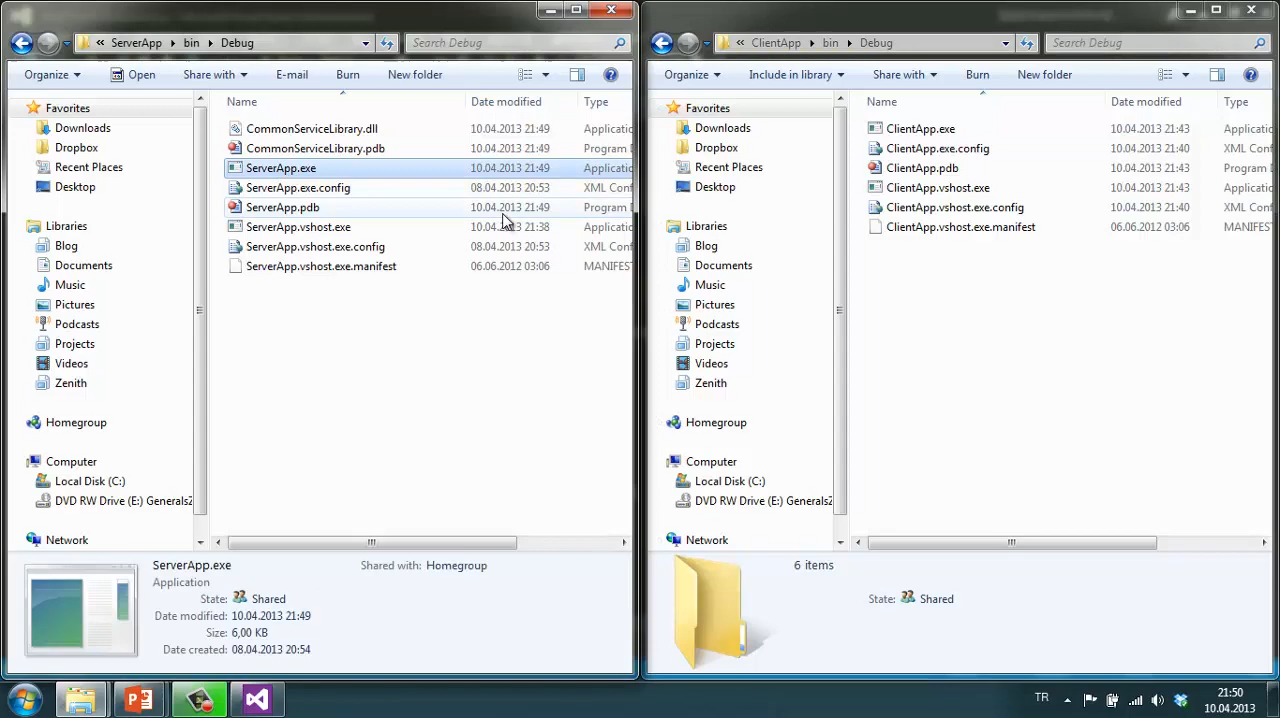 « ServerApp ▸ bin ▸ Debug
Search Debug
Organize
Open
Share with
E-mail
Burn
New folder
Favorites
Downloads
Dropbox
Recent Places
Desktop
Libraries
Blog
Documents
Music
Pictures
Podcasts
Projects
Videos
Zenith
Homegroup
Computer
Local Disk (C:)
DVD RW Drive (E:) GeneralsZ
Network
Name Date modified Type
CommonServiceLibrary.dll 10.04.2013 21:49 Applicatio
CommonServiceLibrary.pdb 10.04.2013 21:49 Program D
ServerApp.exe 10.04.2013 21:49 Applicatio
ServerApp.exe.config 08.04.2013 20:53 XML Conf
ServerApp.pdb 10.04.2013 21:49 Program D
ServerApp.vshost.exe 10.04.2013 21:38 Applicatio
ServerApp.vshost.exe.config 08.04.2013 20:53 XML Conf
ServerApp.vshost.exe.manifest 06.06.2012 03:06 MANIFEST
ServerApp.exe
Shared with: Homegroup
Application
State: Shared
Date modified: 10.04.2013 21:49
Size: 6,00 KB
Date created: 08.04.2013 20:54
« ClientApp ▸ bin ▸ Debug
Search Debug
Organize
Include in library
Share with
Burn
New folder
Favorites
Downloads
Dropbox
Recent Places
Desktop
Libraries
Blog
Documents
Music
Pictures
Podcasts
Projects
Videos
Zenith
Homegroup
Computer
Local Disk (C:)
DVD RW Drive (E:) GeneralsZ
Network
Name Date modified Type
ClientApp.exe 10.04.2013 21:43 Applicatio
ClientApp.exe.config 10.04.2013 21:40 XML Conf
ClientApp.pdb 10.04.2013 21:43 Program D
ClientApp.vshost.exe 10.04.2013 21:43 Applicatio
ClientApp.vshost.exe.config 10.04.2013 21:40 XML Conf
ClientApp.vshost.exe.manifest 06.06.2012 03:06 MANIFEST
6 items
State: Shared
TR
21:50
10.04.2013